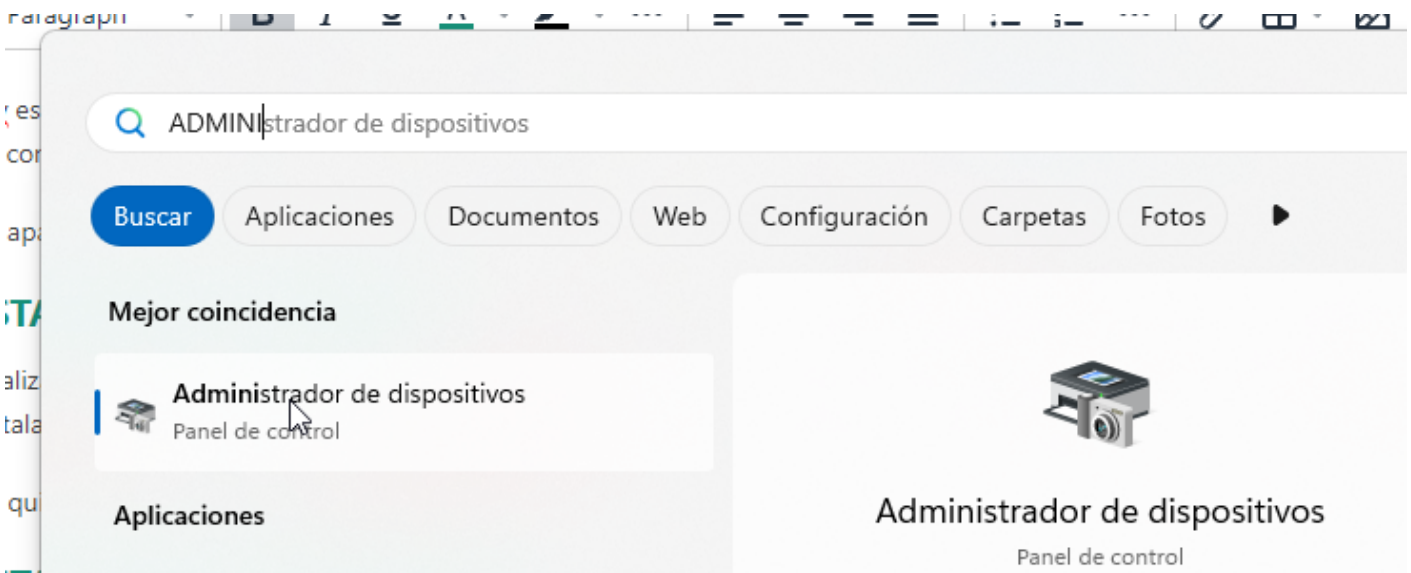 Paragraph
ADMINIstrador de dispositivos
Buscar
Aplicaciones
Documentos
Web
Configuración
Carpetas
Fotos
Mejor coincidencia
Administrador de dispositivos
Panel de control
Aplicaciones
Administrador de dispositivos
Panel de control